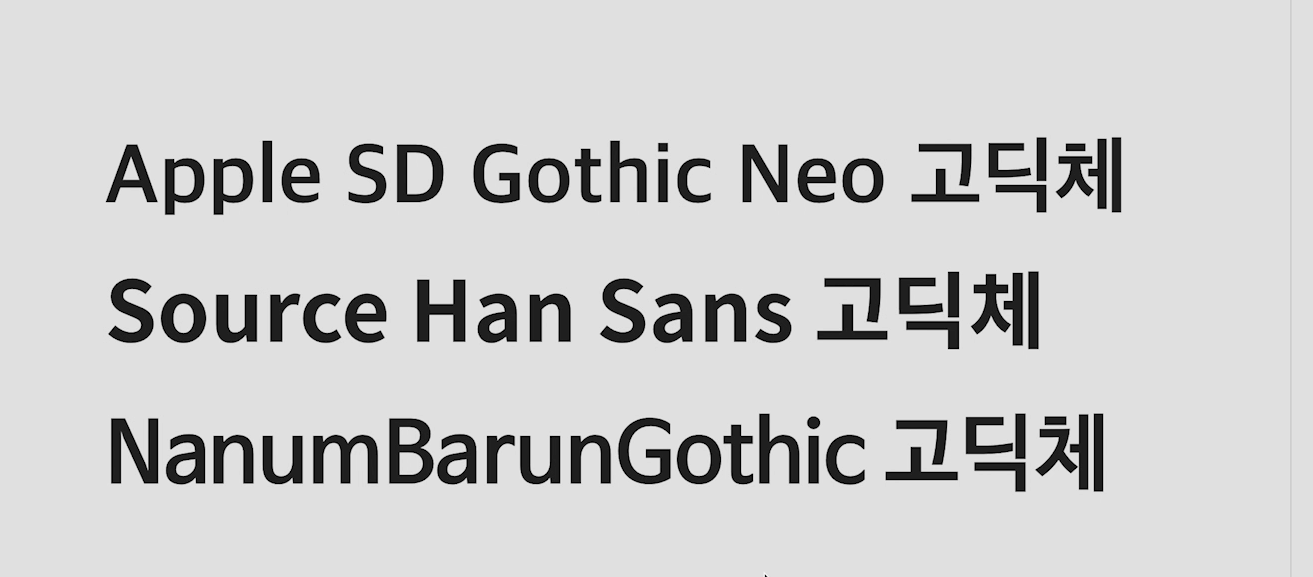 Apple SD Gothic Neo 고딕체
Source Han Sans 고딕체
NanumBarunGothic 고딕체